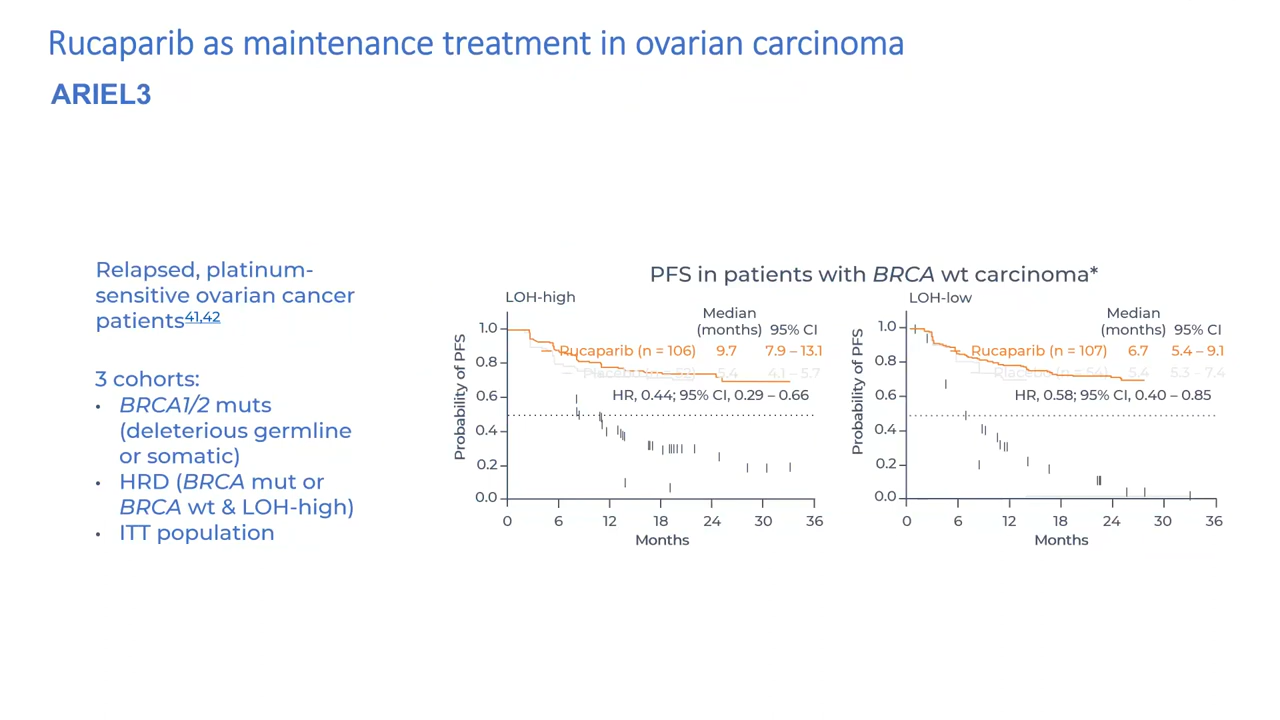 Rucaparib as maintenance treatment in ovarian carcinoma
ARIEL3
Relapsed, platinum-
sensitive ovarian cancer
patients41,42
3 cohorts:
• BRCA1/2 muts
(deleterious germline
or somatic)
• HRD (BRCA mut or
BRCA wt & LOH-high)
• ITT population
PFS in patients with BRCA wt carcinoma*
LOH-high
Median
(months) 95% CI
Rucaparib (n = 106) 9.7 7.9 – 13.1
Placebo 5.4 4.1 – 5.7
HR, 0.44; 95% CI, 0.29 – 0.66
Probability of PFS
1.0
0.8
0.6
0.4
0.2
0.0
0 6 12 18 24 30 36
Months
LOH-low
Median
(months) 95% CI
Rucaparib (n = 107) 6.7 5.4 – 9.1
Placebo (n = 54) 5.4 5.3 – 7.4
HR, 0.58; 95% CI, 0.40 – 0.85
Probability of PFS
1.0
0.8
0.6
0.4
0.2
0.0
0 6 12 18 24 30 36
Months